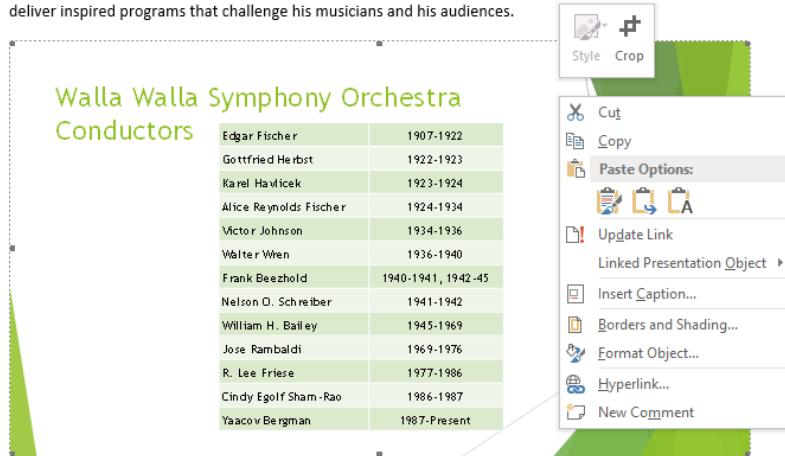 deliver inspired programs that challenge his musicians and his audiences.
Style Crop
Walla Walla Symphony Orchestra
Conductors
Edgar Fischer 1907-1922
Gottfried Herbst 1922-1923
Karel Havlicek 1923-1924
Alice Reynolds Fischer 1924-1934
Victor Johnson 1934-1936
Walter Wren 1936-1940
Frank Beezhold 1940-1941, 1942-45
Nelson O. Schreiber 1941-1942
William H. Bailey 1945-1969
Jose Rambaldi 1969-1976
R. Lee Friese 1977-1986
Cindy Egolf Sham-Rao 1986-1987
Yaacov Bergman 1987-Present
Cut
Copy
Paste Options:
Update Link
Linked Presentation Object
Insert Caption...
Borders and Shading...
Format Object...
Hyperlink...
New Comment